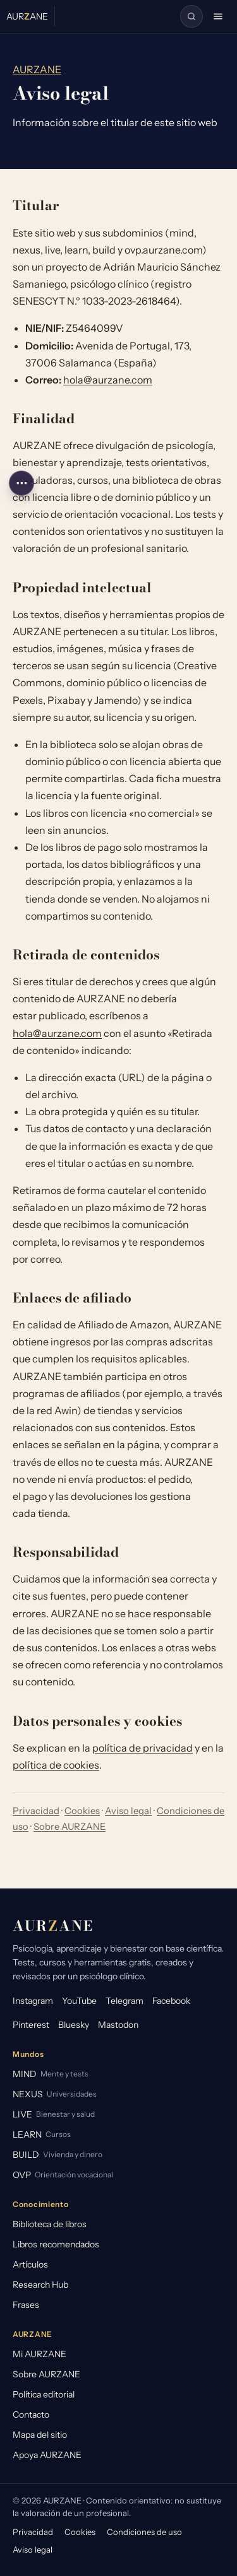 AURZANE
AURZANE
Aviso legal
Información sobre el titular de este sitio web
Titular
Este sitio web y sus subdominios (mind,
nexus, live, learn, build y ovp.aurzane.com)
son un proyecto de Adrián Mauricio Sánchez
Samaniego, psicólogo clínico (registro
SENESCYT N.º 1033-2023-2618464).
• NIE/NIF: Z5464099V
• Domicilio: Avenida de Portugal, 173,
37006 Salamanca (España)
• Correo: hola@aurzane.com
Finalidad
AURZANE ofrece divulgación de psicología,
bienestar y aprendizaje, tests orientativos,
uladoras, cursos, una biblioteca de obras
con licencia libre o de dominio público y un
servicio de orientación vocacional. Los tests y
contenidos son orientativos y no sustituyen la
valoración de un profesional sanitario.
Propiedad intelectual
Los textos, diseños y herramientas propios de
AURZANE pertenecen a su titular. Los libros,
estudios, imágenes, música y frases de
terceros se usan según su licencia (Creative
Commons, dominio público o licencias de
Pexels, Pixabay y Jamendo) y se indica
siempre su autor, su licencia y su origen.
• En la biblioteca solo se alojan obras de
dominio público o con licencia abierta que
permite compartirlas. Cada ficha muestra
la licencia y la fuente original.
• Los libros con licencia «no comercial» se
leen sin anuncios.
• De los libros de pago solo mostramos la
portada, los datos bibliográficos y una
descripción propia, y enlazamos a la
tienda donde se venden. No alojamos ni
compartimos su contenido.
Retirada de contenidos
Si eres titular de derechos y crees que algún
contenido de AURZANE no debería
estar publicado, escríbenos a
hola@aurzane.com con el asunto «Retirada
de contenido» indicando:
• La dirección exacta (URL) de la página o
del archivo.
• La obra protegida y quién es su titular.
• Tus datos de contacto y una declaración
de que la información es exacta y de que
eres el titular o actúas en su nombre.
Retiramos de forma cautelar el contenido
señalado en un plazo máximo de 72 horas
desde que recibimos la comunicación
completa, lo revisamos y te respondemos
por correo.
Enlaces de afiliado
En calidad de Afiliado de Amazon, AURZANE
obtiene ingresos por las compras adscritas
que cumplen los requisitos aplicables.
AURZANE también participa en otros
programas de afiliados (por ejemplo, a través
de la red Awin) de tiendas y servicios
relacionados con sus contenidos. Estos
enlaces se señalan en la página, y comprar a
través de ellos no te cuesta más. AURZANE
no vende ni envía productos: el pedido,
el pago y las devoluciones los gestiona
cada tienda.
Responsabilidad
Cuidamos que la información sea correcta y
cite sus fuentes, pero puede contener
errores. AURZANE no se hace responsable
de las decisiones que se tomen solo a partir
de sus contenidos. Los enlaces a otras webs
se ofrecen como referencia y no controlamos
su contenido.
Datos personales y cookies
Se explican en la política de privacidad y en la
política de cookies.
Privacidad · Cookies · Aviso legal · Condiciones de
uso · Sobre AURZANE
AURZANE
Psicología, aprendizaje y bienestar con base científica.
Tests, cursos y herramientas gratis, creados y
revisados por un psicólogo clínico.
Instagram YouTube Telegram Facebook
Pinterest Bluesky Mastodon
Mundos
MIND Mente y tests
NEXUS Universidades
LIVE Bienestar y salud
LEARN Cursos
BUILD Vivienda y dinero
OVP Orientación vocacional
Conocimiento
Biblioteca de libros
Libros recomendados
Artículos
Research Hub
Frases
AURZANE
Mi AURZANE
Sobre AURZANE
Política editorial
Contacto
Mapa del sitio
Apoya AURZANE
© 2026 AURZANE · Contenido orientativo: no sustituye
la valoración de un profesional.
Privacidad Cookies Condiciones de uso
Aviso legal